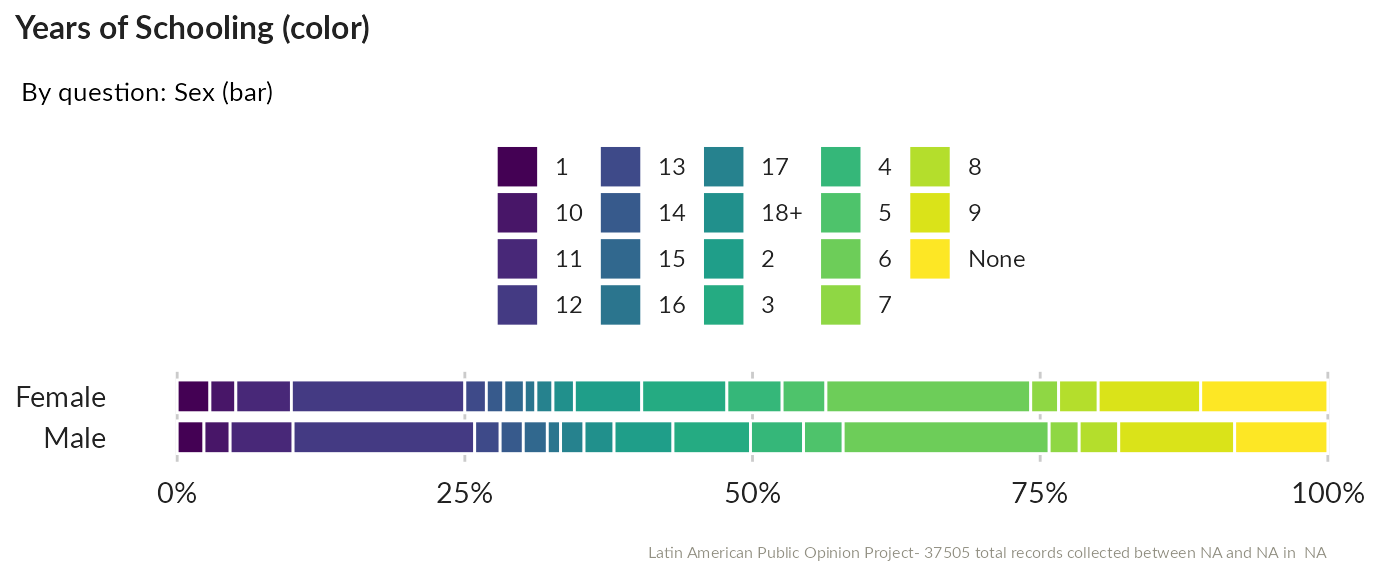 Years of Schooling (color)
By question: Sex (bar)
1 13 17 4 8
10 14 18+ 5 9
11 15 2 6 None
12 16 3 7
Female
Male
0% 25% 50% 75% 100%
Latin American Public Opinion Project- 37505 total records collected between NA and NA in  NA